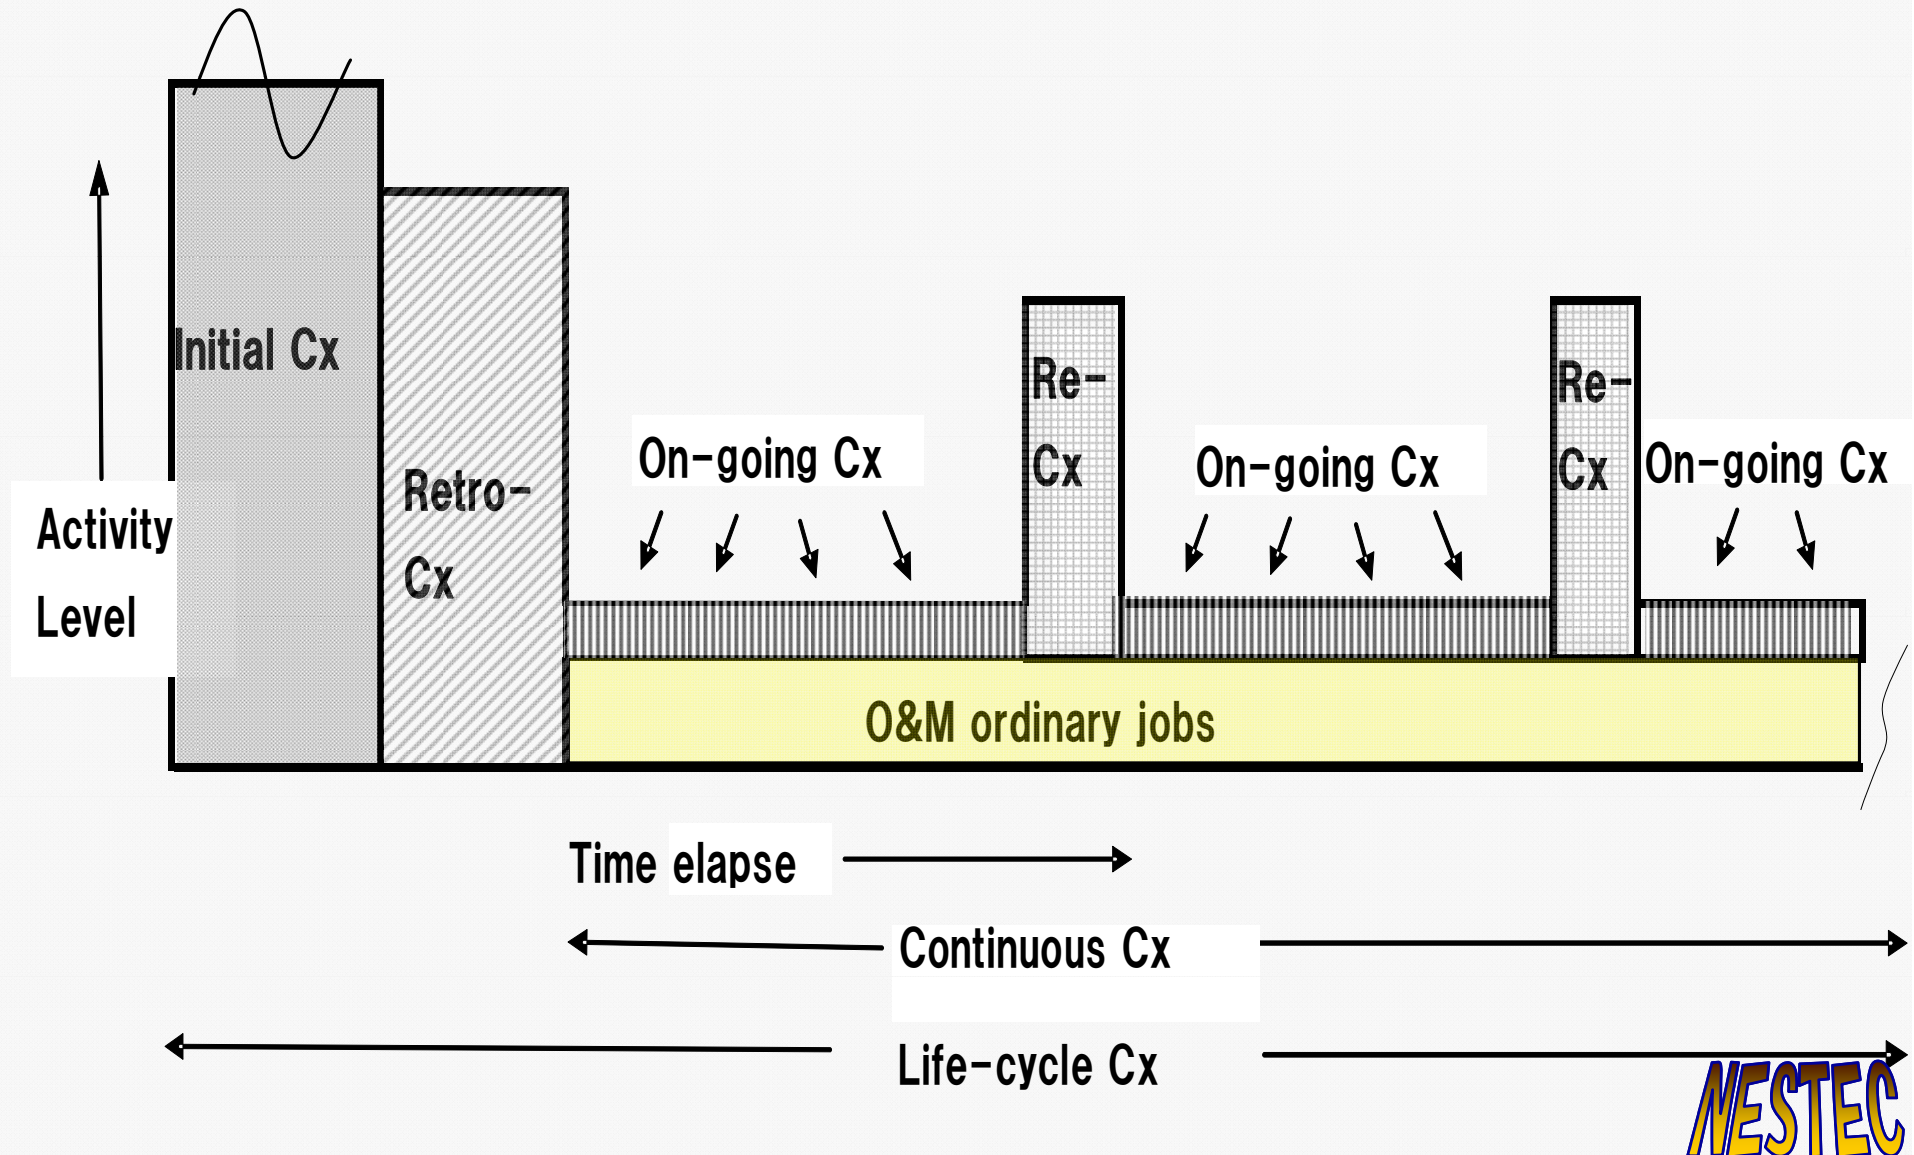 Initial Cx
Retro-
Cx
Activity
Level
On-going Cx
Re-
Cx
On-going Cx
Re-
Cx
On-going Cx
O&M ordinary jobs
Time elapse
Continuous Cx
Life-cycle Cx
NESTEC